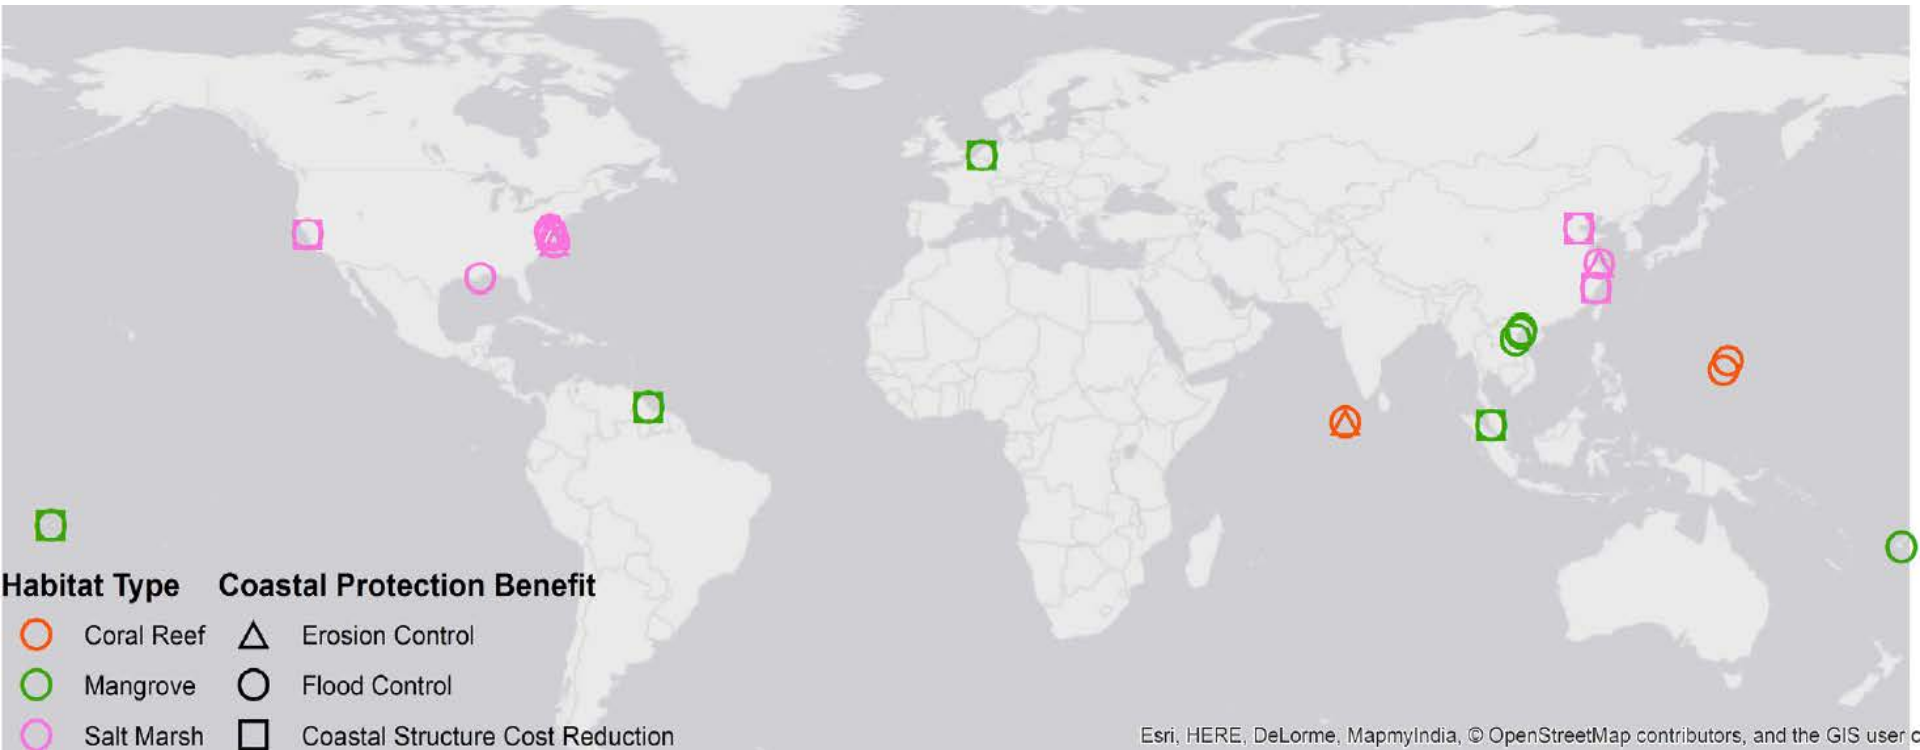 Habitat Type Coastal Protection Benefit
Coral Reef Erosion Control
Mangrove Flood Control
Salt Marsh Coastal Structure Cost Reduction
Esri, HERE, DeLorme, MapmyIndia, © OpenStreetMap contributors, and the GIS user c